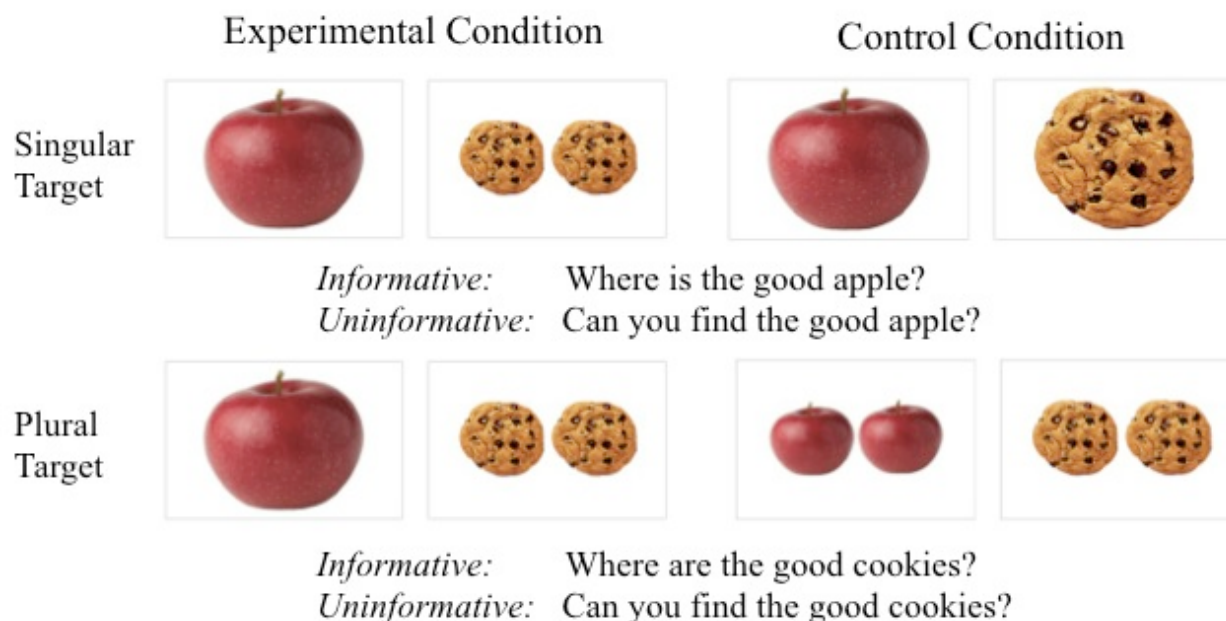 Experimental Condition
Control Condition
Singular
Target
Informative: Where is the good apple?
Uninformative: Can you find the good apple?
Plural
Target
Informative: Where are the good cookies?
Uninformative: Can you find the good cookies?